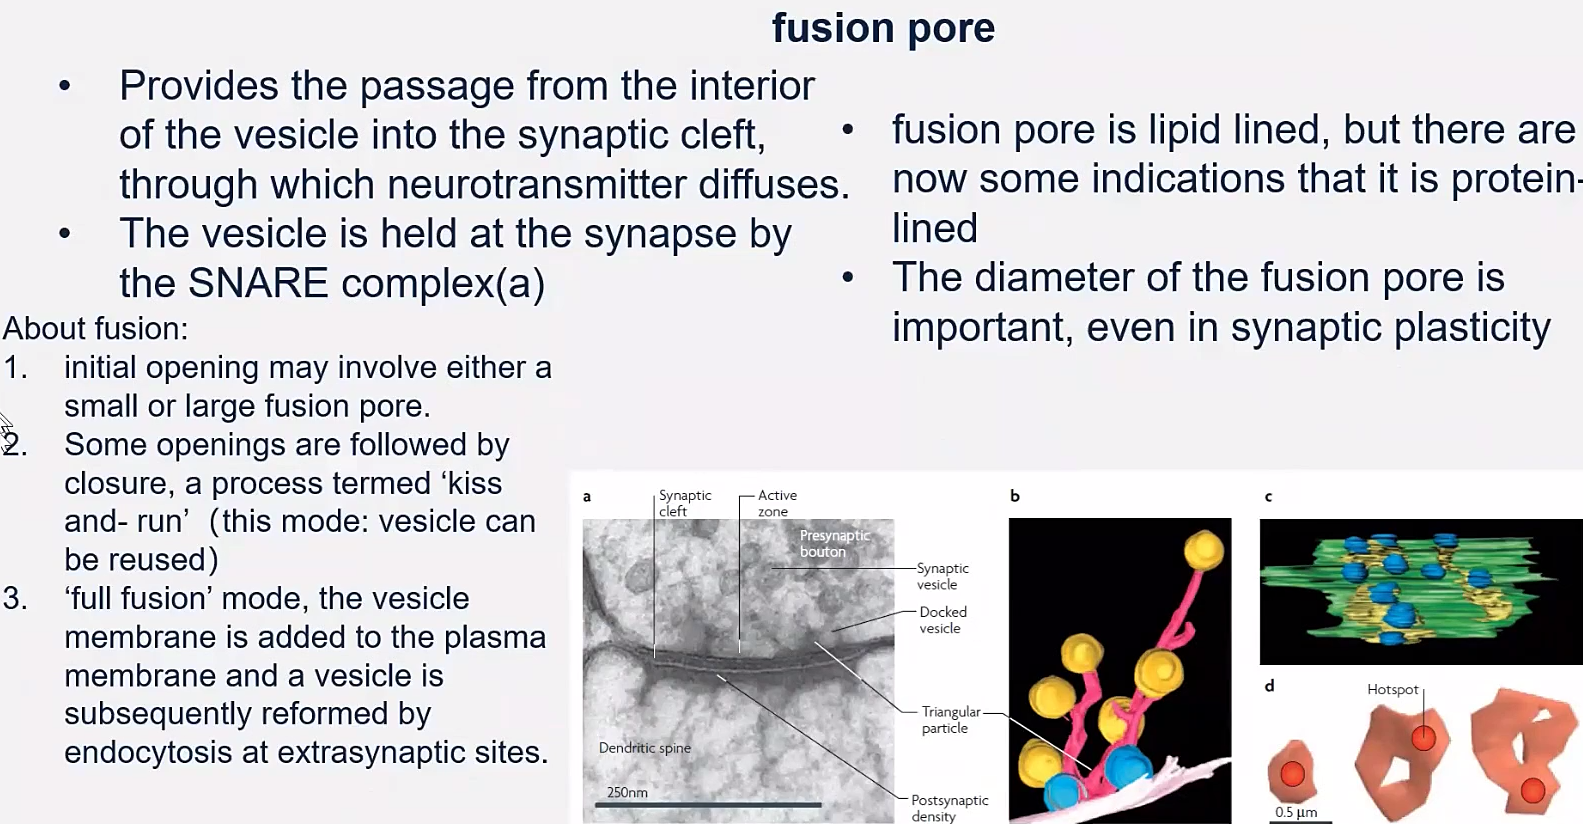 fusion pore
• Provides the passage from the interior
of the vesicle into the synaptic cleft,
through which neurotransmitter diffuses.
• The vesicle is held at the synapse by
the SNARE complex(a)
• fusion pore is lipid lined, but there are
now some indications that it is protein-
lined
• The diameter of the fusion pore is
important, even in synaptic plasticity
About fusion:
1. initial opening may involve either a
small or large fusion pore.
2. Some openings are followed by
closure, a process termed ‘kiss
and- run’ (this mode: vesicle can
be reused)
3. ‘full fusion’ mode, the vesicle
membrane is added to the plasma
membrane and a vesicle is
subsequently reformed by
endocytosis at extrasynaptic sites.
a
Synaptic
cleft
Active
zone
Presynaptic
bouton
Synaptic
vesicle
Docked
vesicle
Triangular
particle
Dendritic spine
250nm
Postsynaptic
density
b
c
d
Hotspot
0.5 µm